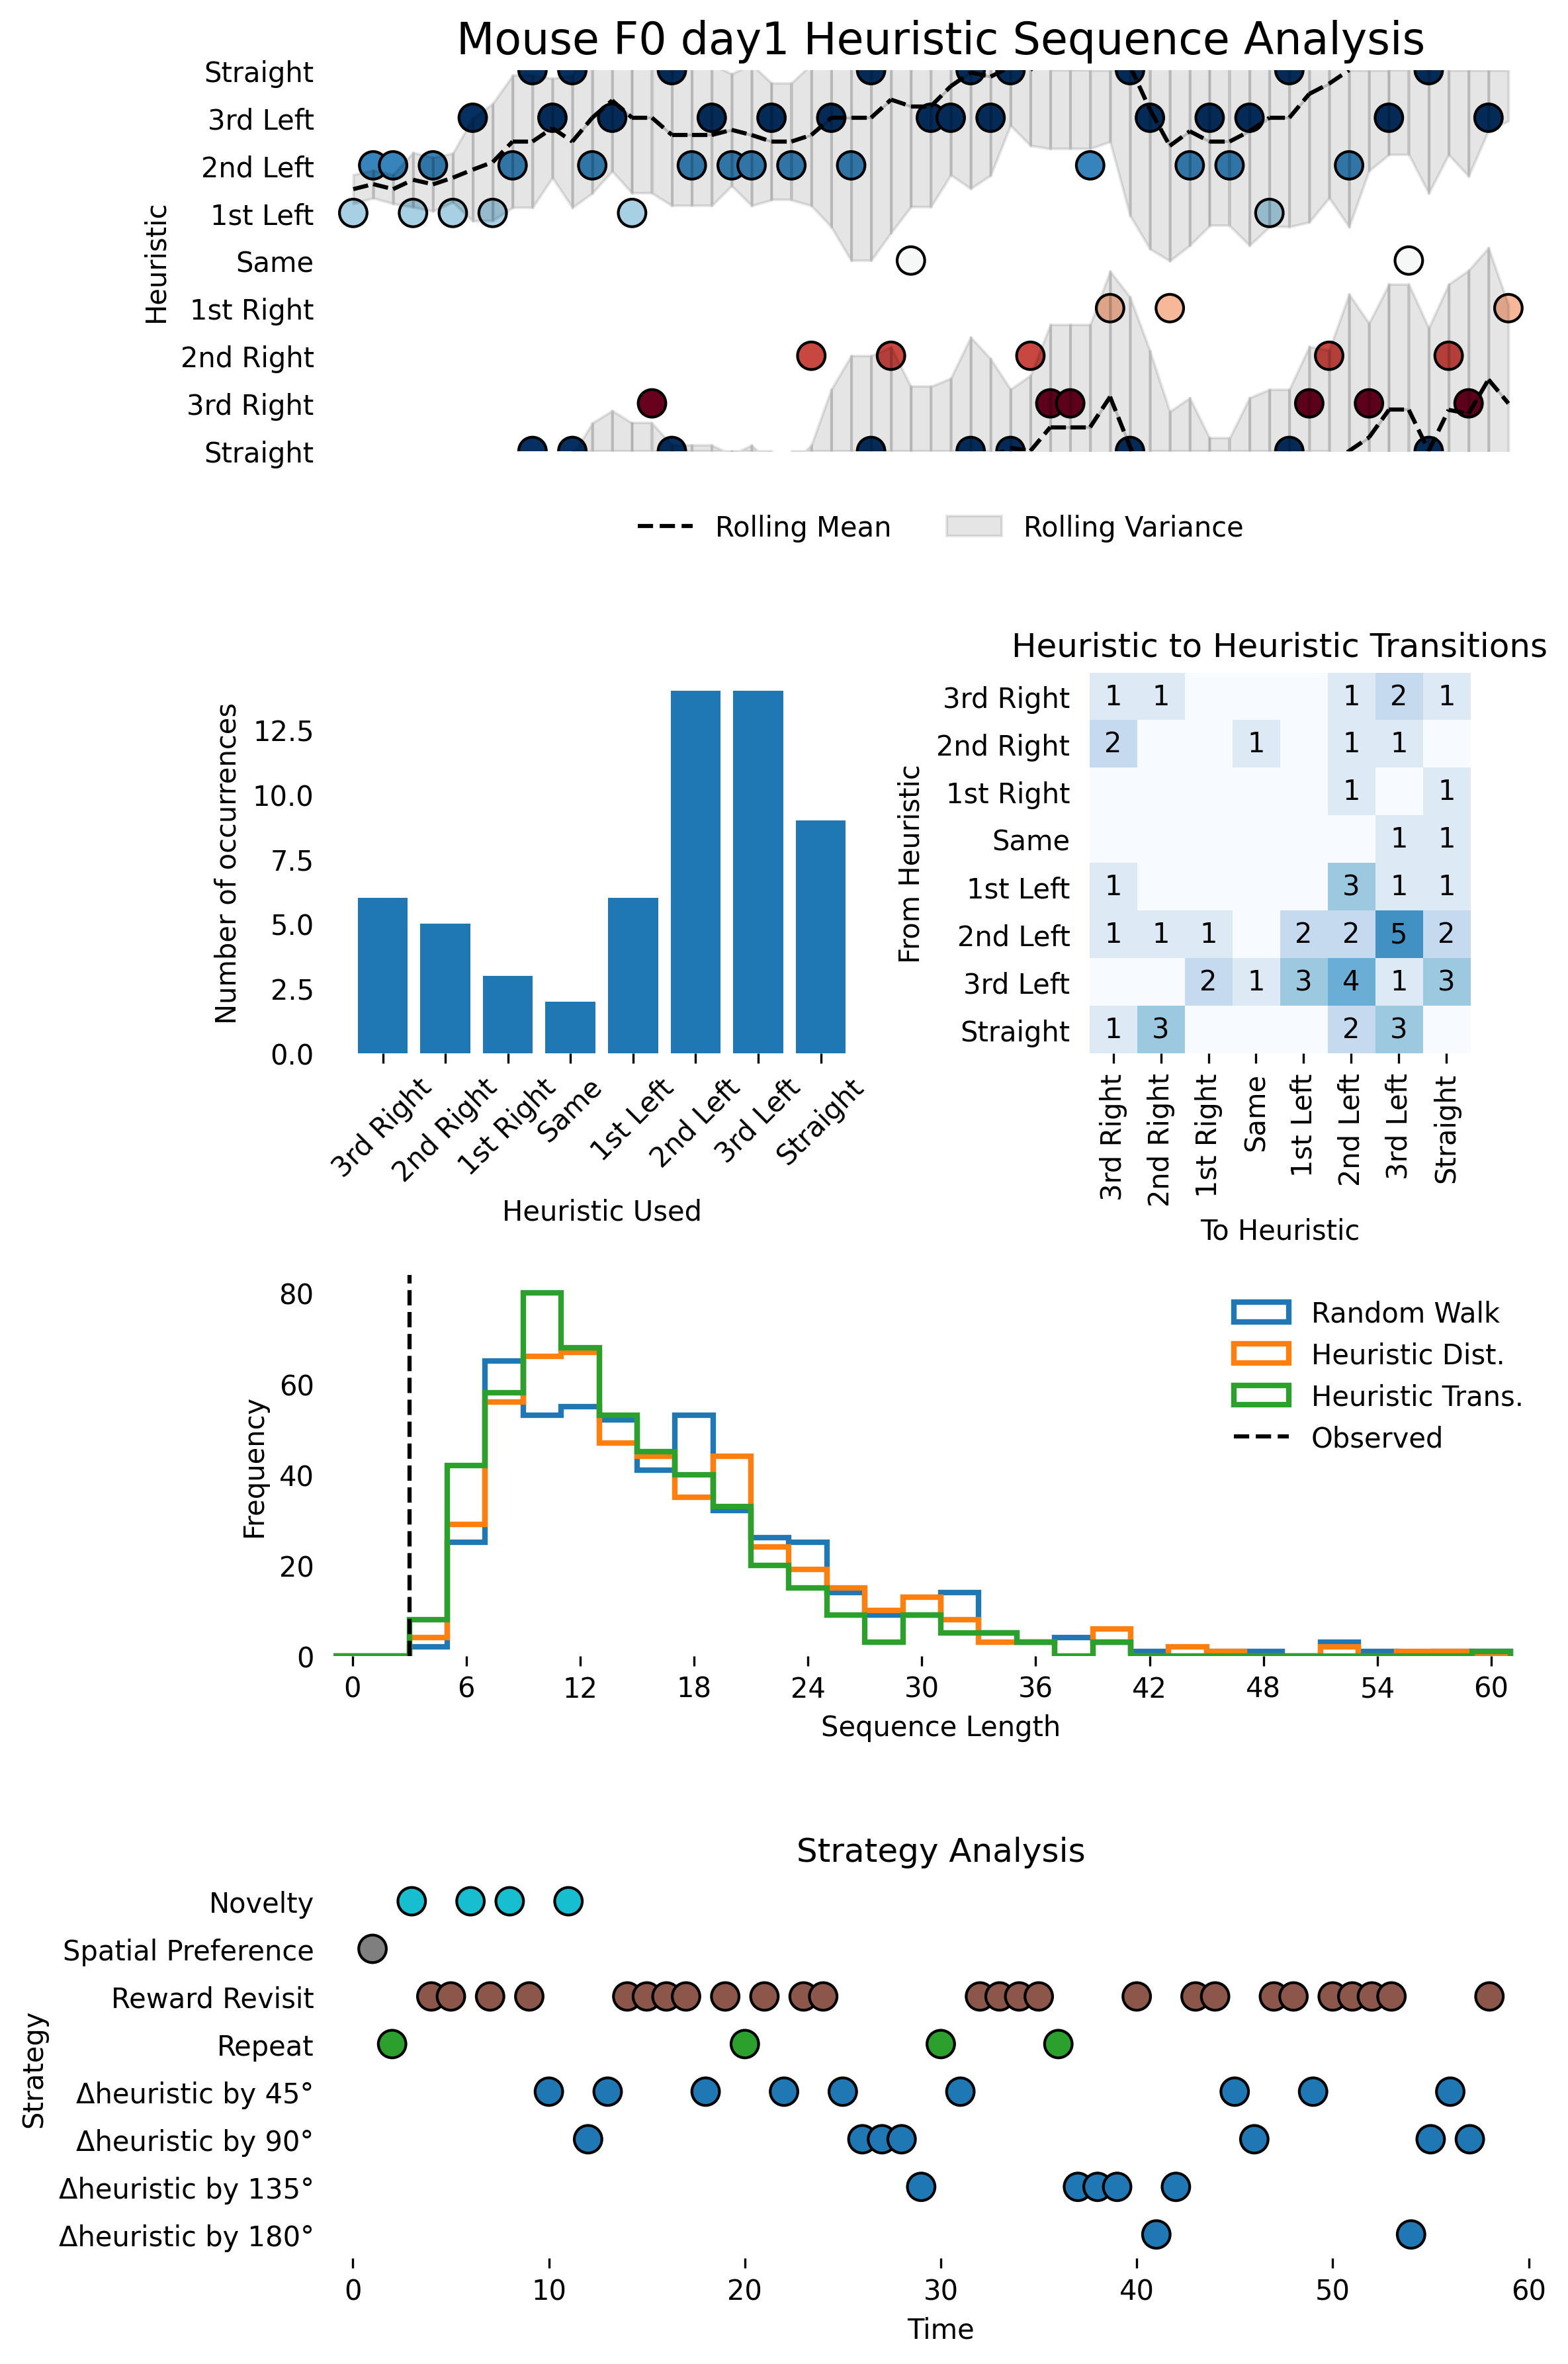 Mouse F0 day1 Heuristic Sequence Analysis
Straight
3rd Left
2nd Left
1st Left
Same
1st Right
2nd Right
3rd Right
Straight
Heuristic
Rolling Mean
Rolling Variance
Number of occurrences
12.5
10.0
7.5
5.0
2.5
0.0
3rd Right
2nd Right
1st Right
Same
1st Left
2nd Left
3rd Left
Straight
Heuristic Used
Heuristic to Heuristic Transitions
From Heuristic
3rd Right 1 1 1 2 1
2nd Right 2 1 1 1
1st Right 1 1
Same 1 1
1st Left 1 3 1 1
2nd Left 1 1 1 2 2 5 2
3rd Left 2 1 3 4 1 3
Straight 1 3 2 3
3rd Right
2nd Right
1st Right
Same
1st Left
2nd Left
3rd Left
Straight
To Heuristic
Frequency
80
60
40
20
0
0 6 12 18 24 30 36 42 48 54 60
Sequence Length
Random Walk
Heuristic Dist.
Heuristic Trans.
Observed
Strategy Analysis
Strategy
Novelty
Spatial Preference
Reward Revisit
Repeat
Δheuristic by 45°
Δheuristic by 90°
Δheuristic by 135°
Δheuristic by 180°
0 10 20 30 40 50 60
Time